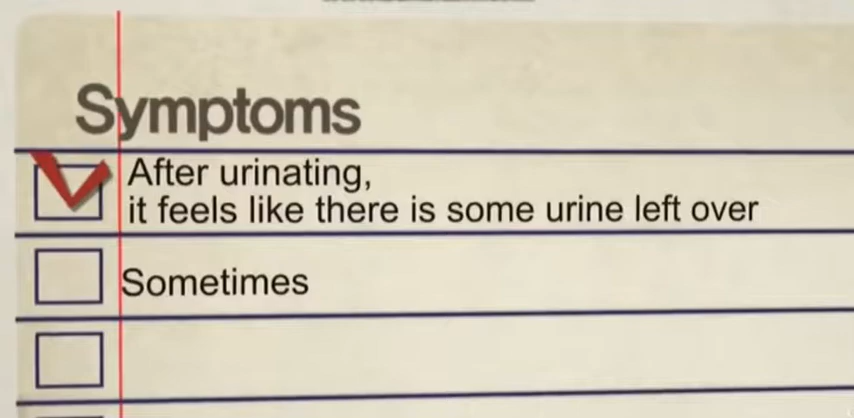 Symptoms
After urinating,
it feels like there is some urine left over
Sometimes